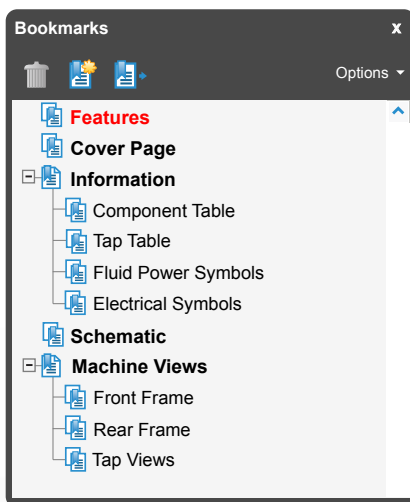 Bookmarks x
Options
Features
Cover Page
Information
Component Table
Tap Table
Fluid Power Symbols
Electrical Symbols
Schematic
Machine Views
Front Frame
Rear Frame
Tap Views